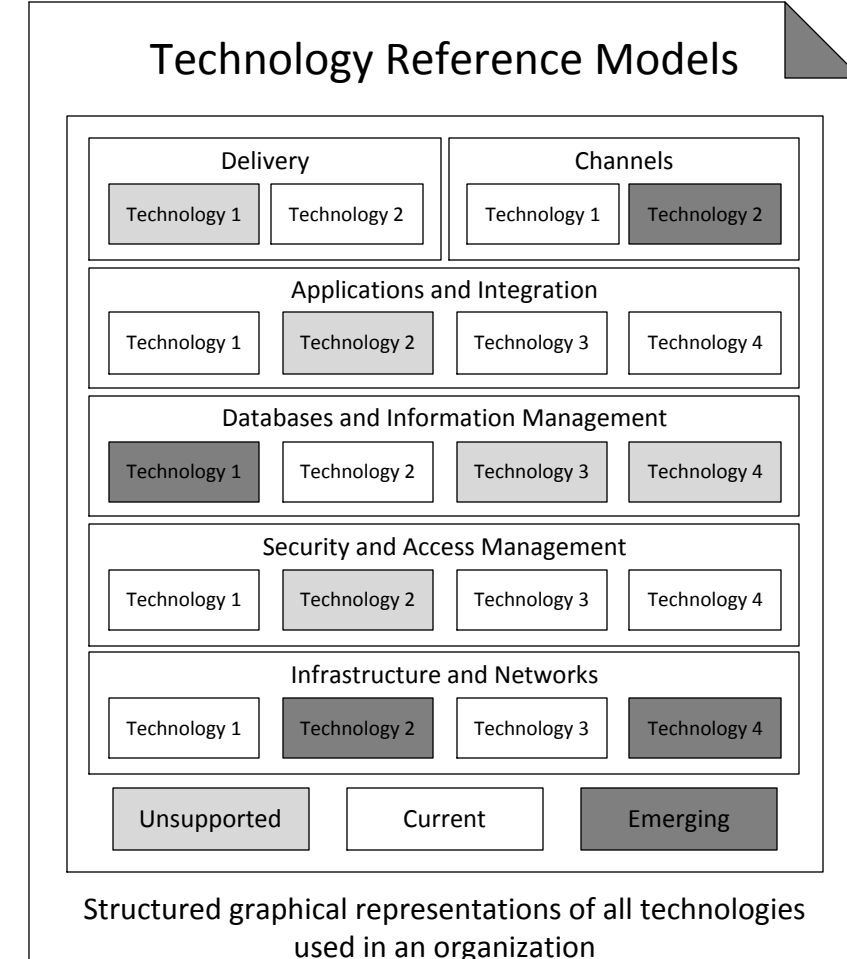 Technology Reference Models
Delivery
Channels
Technology 1
Technology 2
Technology 1
Technology 2
Applications and Integration
Technology 1
Technology 2
Technology 3
Technology 4
Databases and Information Management
Technology 1
Technology 2
Technology 3
Technology 4
Security and Access Management
Technology 1
Technology 2
Technology 3
Technology 4
Infrastructure and Networks
Technology 1
Technology 2
Technology 3
Technology 4
Unsupported
Current
Emerging
Structured graphical representations of all technologies
used in an organization